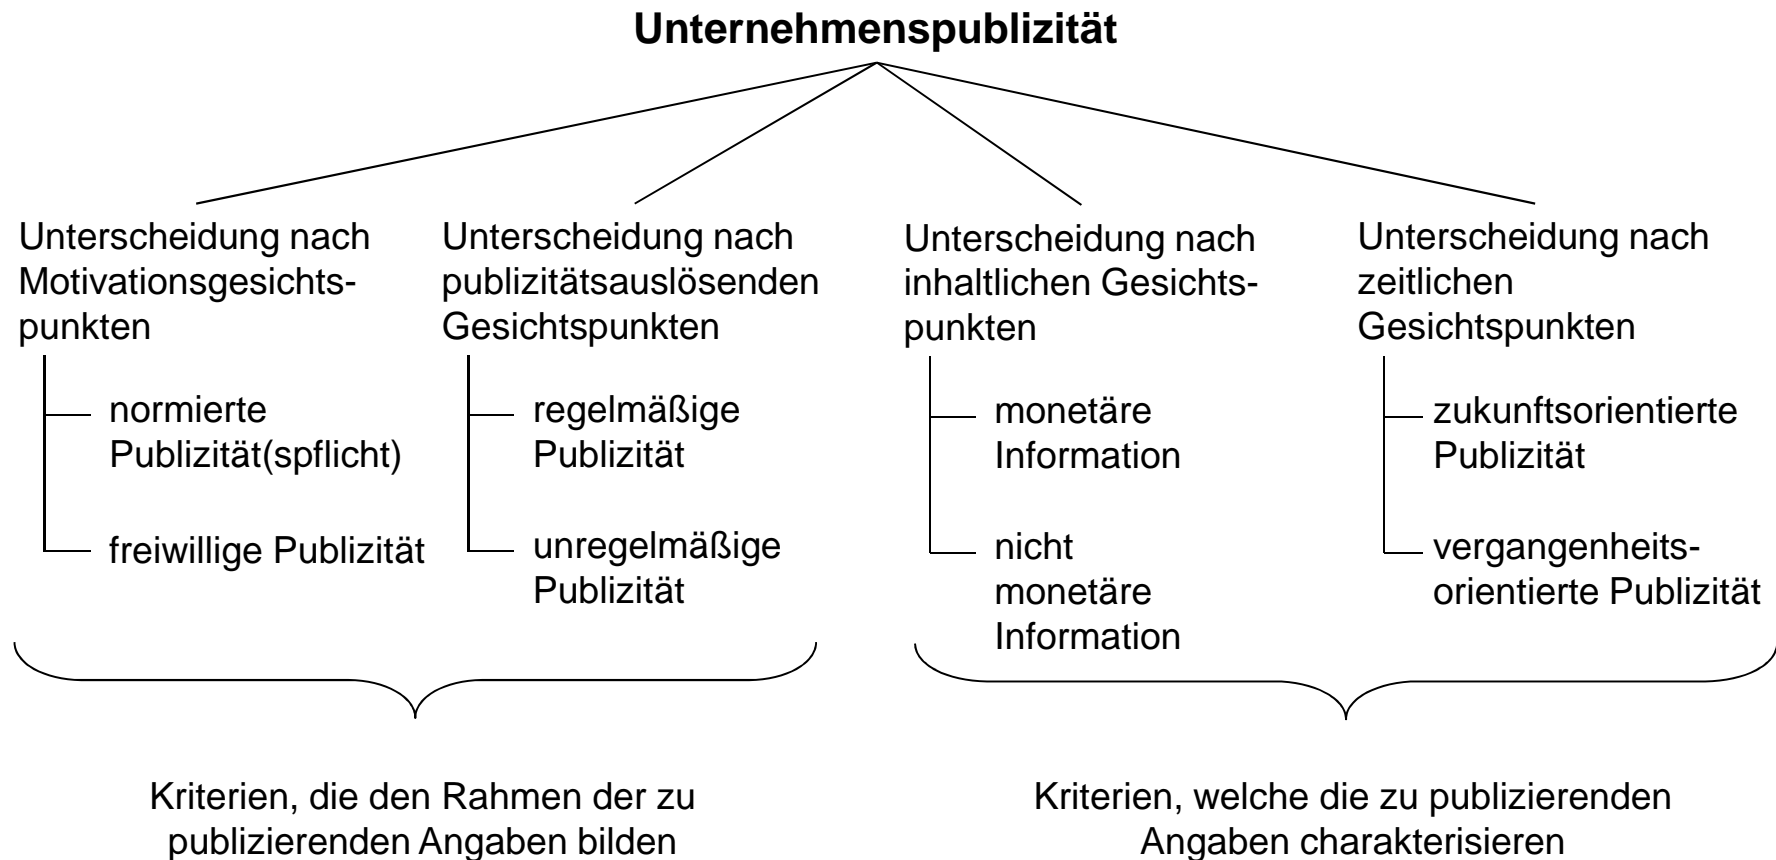 Unternehmenspublizität
Unterscheidung nach
Motivationsgesichts-
punkten
normierte
Publizität(spflicht)
freiwillige Publizität
Unterscheidung nach
publizitätsauslösenden
Gesichtspunkten
regelmäßige
Publizität
unregelmäßige
Publizität
Unterscheidung nach
inhaltlichen Gesichts-
punkten
monetäre
Information
nicht
monetäre
Information
Unterscheidung nach
zeitlichen
Gesichtspunkten
zukunftsorientierte
Publizität
vergangenheits-
orientierte Publizität
Kriterien, die den Rahmen der zu
publizierenden Angaben bilden
Kriterien, welche die zu publizierenden
Angaben charakterisieren